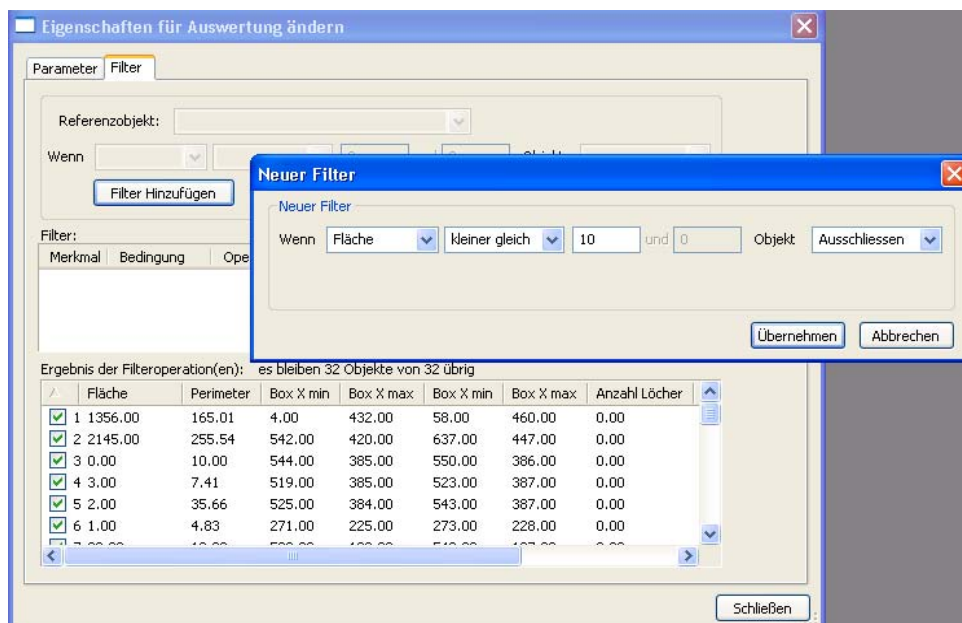 Eigenschaften für Auswertung ändern
Parameter Filter
Referenzobjekt:
Wenn
Filter Hinzufügen
Neuer Filter
Neuer Filter
Wenn Fläche kleiner gleich 10 und 0 Objekt Ausschliessen
Übernehmen Abbrechen
Filter:
Merkmal Bedingung Ope
Ergebnis der Filteroperation(en): es bleiben 32 Objekte von 32 übrig
Fläche Perimeter Box X min Box X max Box X min Box X max Anzahl Löcher
1 1356.00 165.01 4.00 432.00 58.00 460.00 0.00
2 2145.00 255.54 542.00 420.00 637.00 447.00 0.00
3 0.00 10.00 544.00 385.00 550.00 386.00 0.00
4 3.00 7.41 519.00 385.00 523.00 387.00 0.00
5 2.00 35.66 525.00 384.00 543.00 387.00 0.00
6 1.00 4.83 271.00 225.00 273.00 228.00 0.00
Schließen